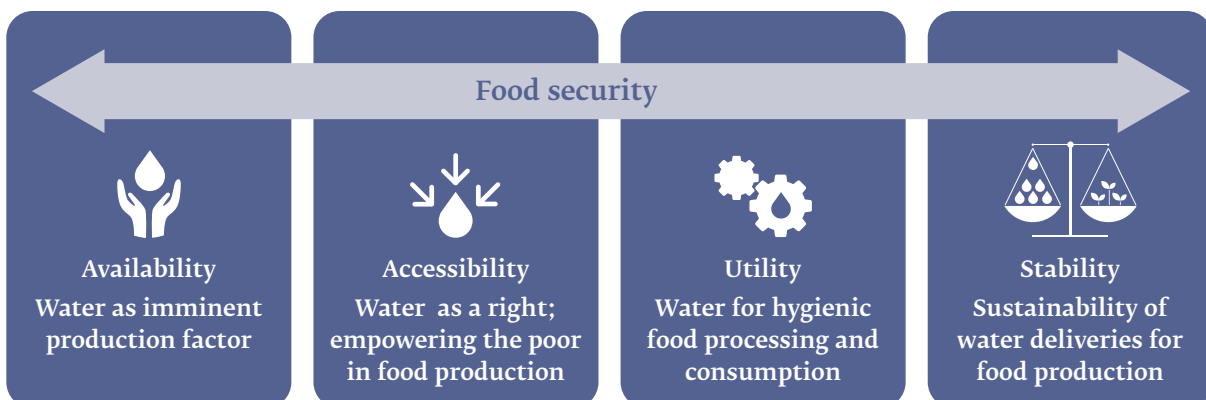 Food security
Availability
Water as imminent
production factor
Accessibility
Water as a right;
empowering the poor
in food production
Utility
Water for hygienic
food processing and
consumption
Stability
Sustainability of
water deliveries for
food production